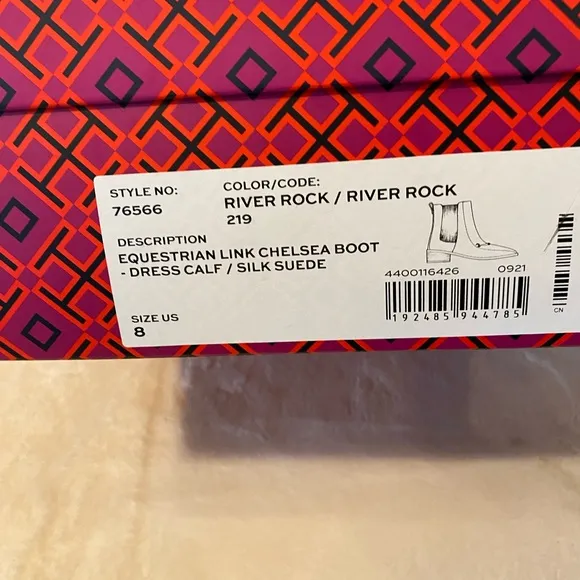 STYLE NO:
76566
COLOR/CODE:
RIVER ROCK / RIVER ROCK
219
DESCRIPTION
EQUESTRIAN LINK CHELSEA BOOT
- DRESS CALF / SILK SUEDE
SIZE US
8
4400116426 0921
192485 944785
CN